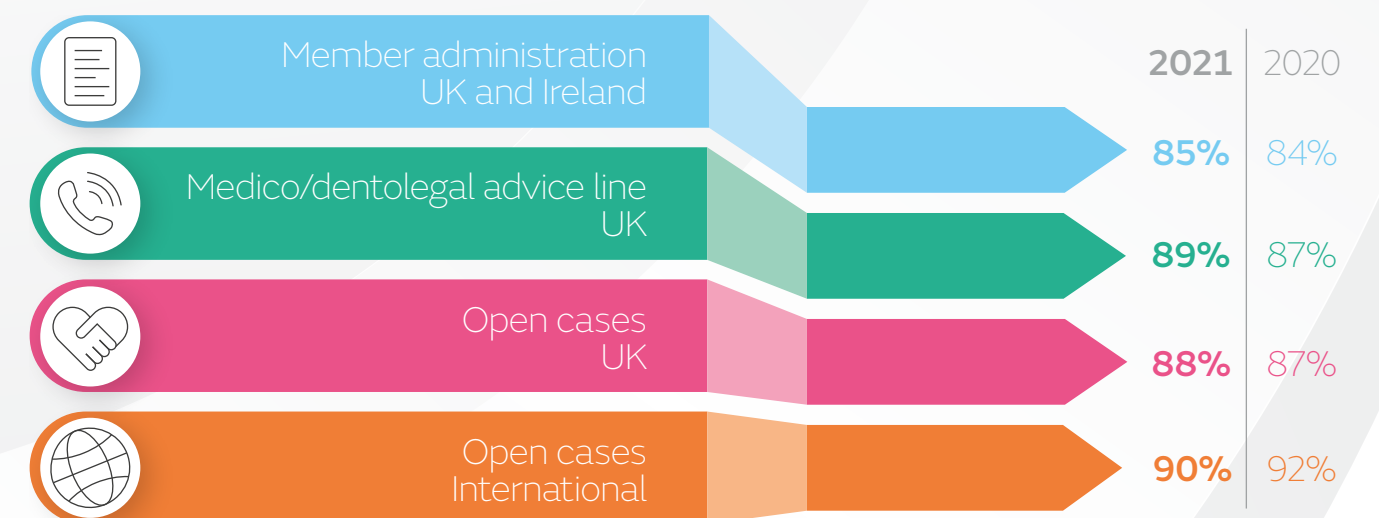 2021 2020
Member administration
UK and Ireland
85% 84%
Medico/dentolegal advice line
UK
89% 87%
Open cases
UK
88% 87%
Open cases
International
90% 92%